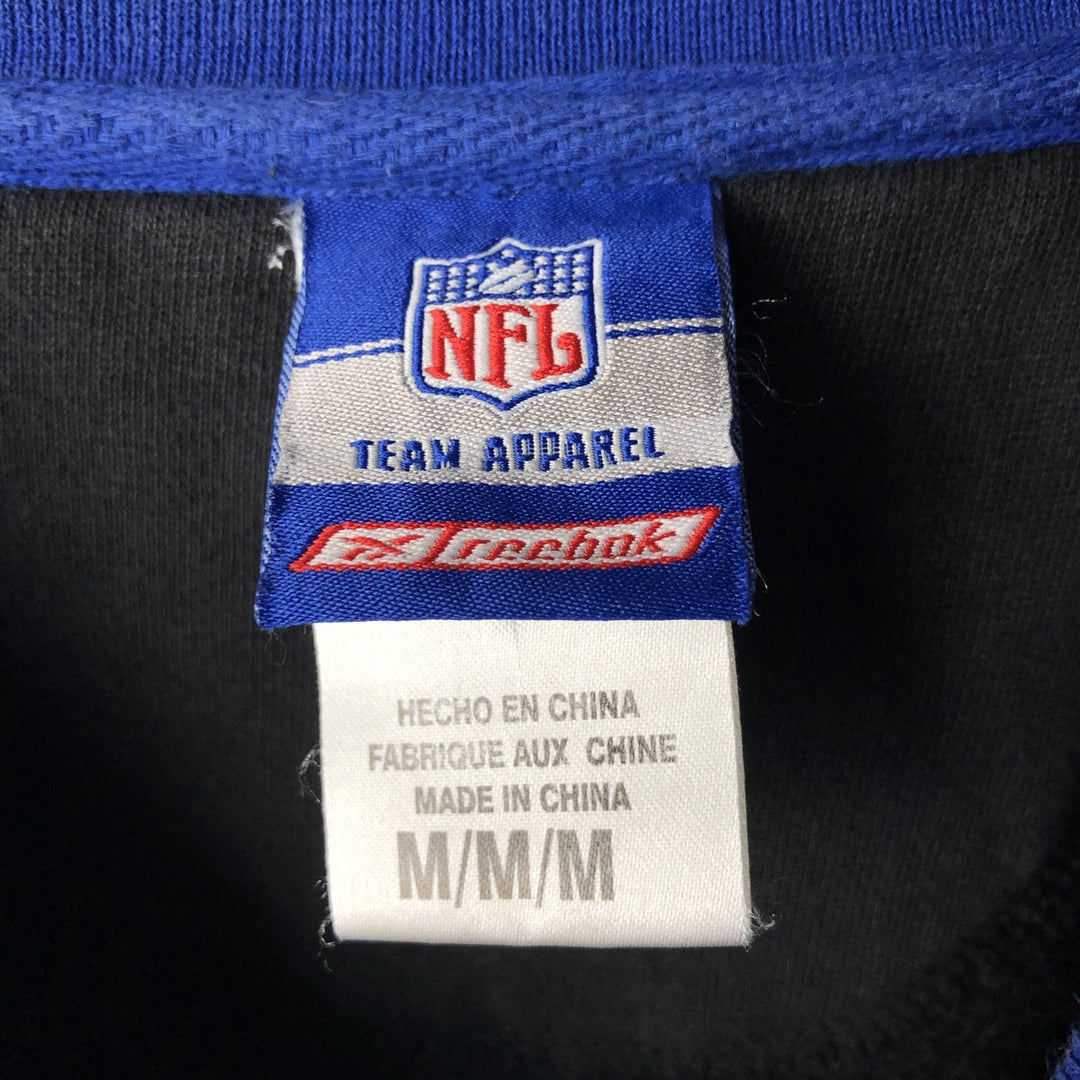 NFL
TEAM APPAREL
reebok
HECHO EN CHINA
FABRIQUE AUX CHINE
MADE IN CHINA
M/M/M